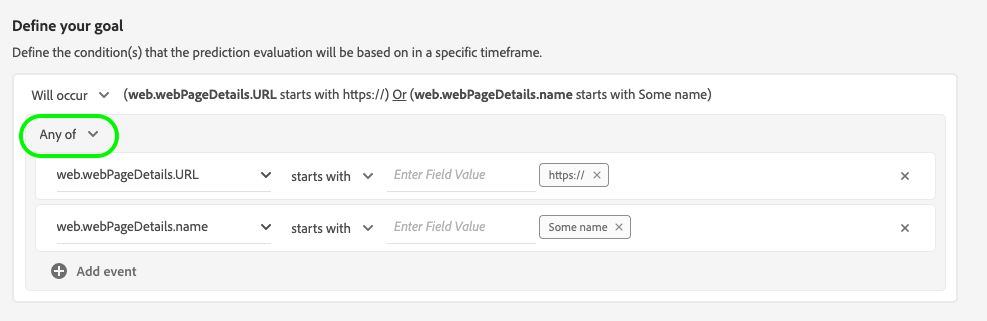 Define your goal
Define the condition(s) that the prediction evaluation will be based on in a specific timeframe.
Will occur (web.webPageDetails.URL starts with https://) Or (web.webPageDetails.name starts with Some name)
Any of
web.webPageDetails.URL starts with Enter Field Value https:// ×
web.webPageDetails.name starts with Enter Field Value Some name ×
Add event